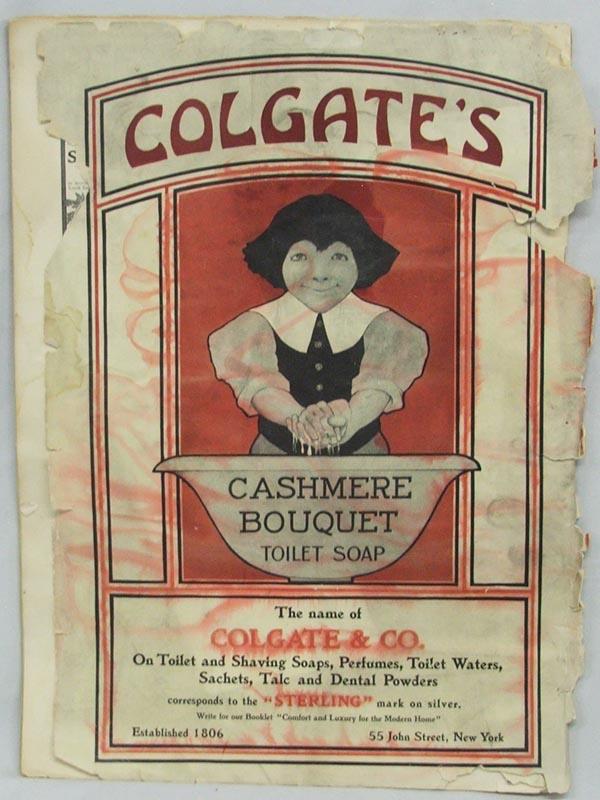 COLGATE'S
S
CASHMERE
BOUQUET
TOILET SOAP
The name of
COLGATE & CO.
On Toilet and Shaving Soaps, Perfumes, Toilet Waters,
Sachets, Talc and Dental Powders
corresponds to the "STERLING" mark on silver.
Write for our Booklet "Comfort and Luxury for the Modern Home"
Established 1806
55 John Street, New York